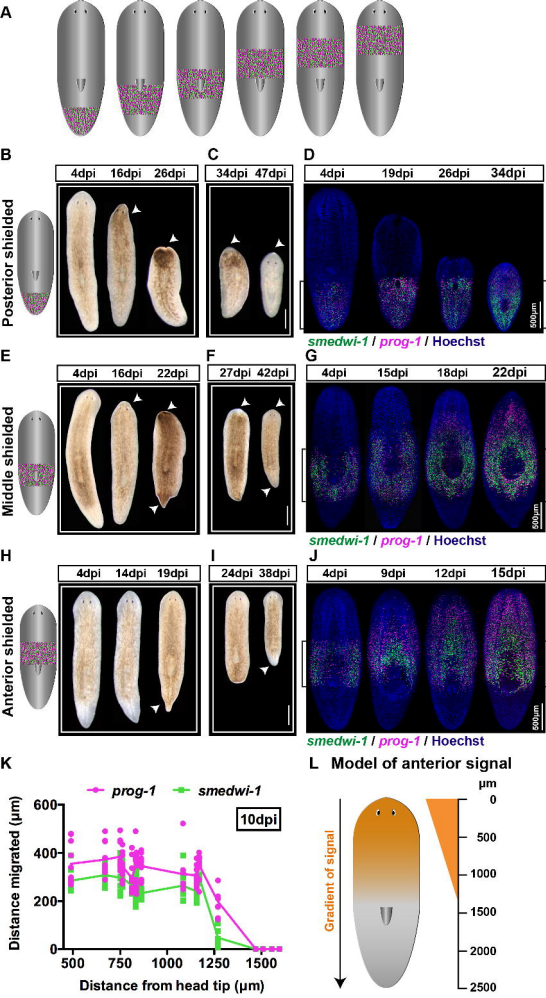 A
B
4dpi 16dpi 26dpi
C
34dpi 47dpi
D
4dpi 19dpi 26dpi 34dpi
Posterior shielded
500µm
smedwi-1 / prog-1 / Hoechst
E
4dpi 16dpi 22dpi
F
27dpi 42dpi
G
4dpi 15dpi 18dpi 22dpi
Middle shielded
500µm
smedwi-1 / prog-1 / Hoechst
H
4dpi 14dpi 19dpi
I
24dpi 38dpi
J
4dpi 9dpi 12dpi 15dpi
Anterior shielded
500µm
smedwi-1 / prog-1 / Hoechst
K
prog-1 smedwi-1
10dpi
Distance migrated (µm)
600
400
200
0
500 750 1000 1250 1500
Distance from head tip (µm)
L Model of anterior signal
µm
Gradient of signal
0
500
1000
1500
2000
2500